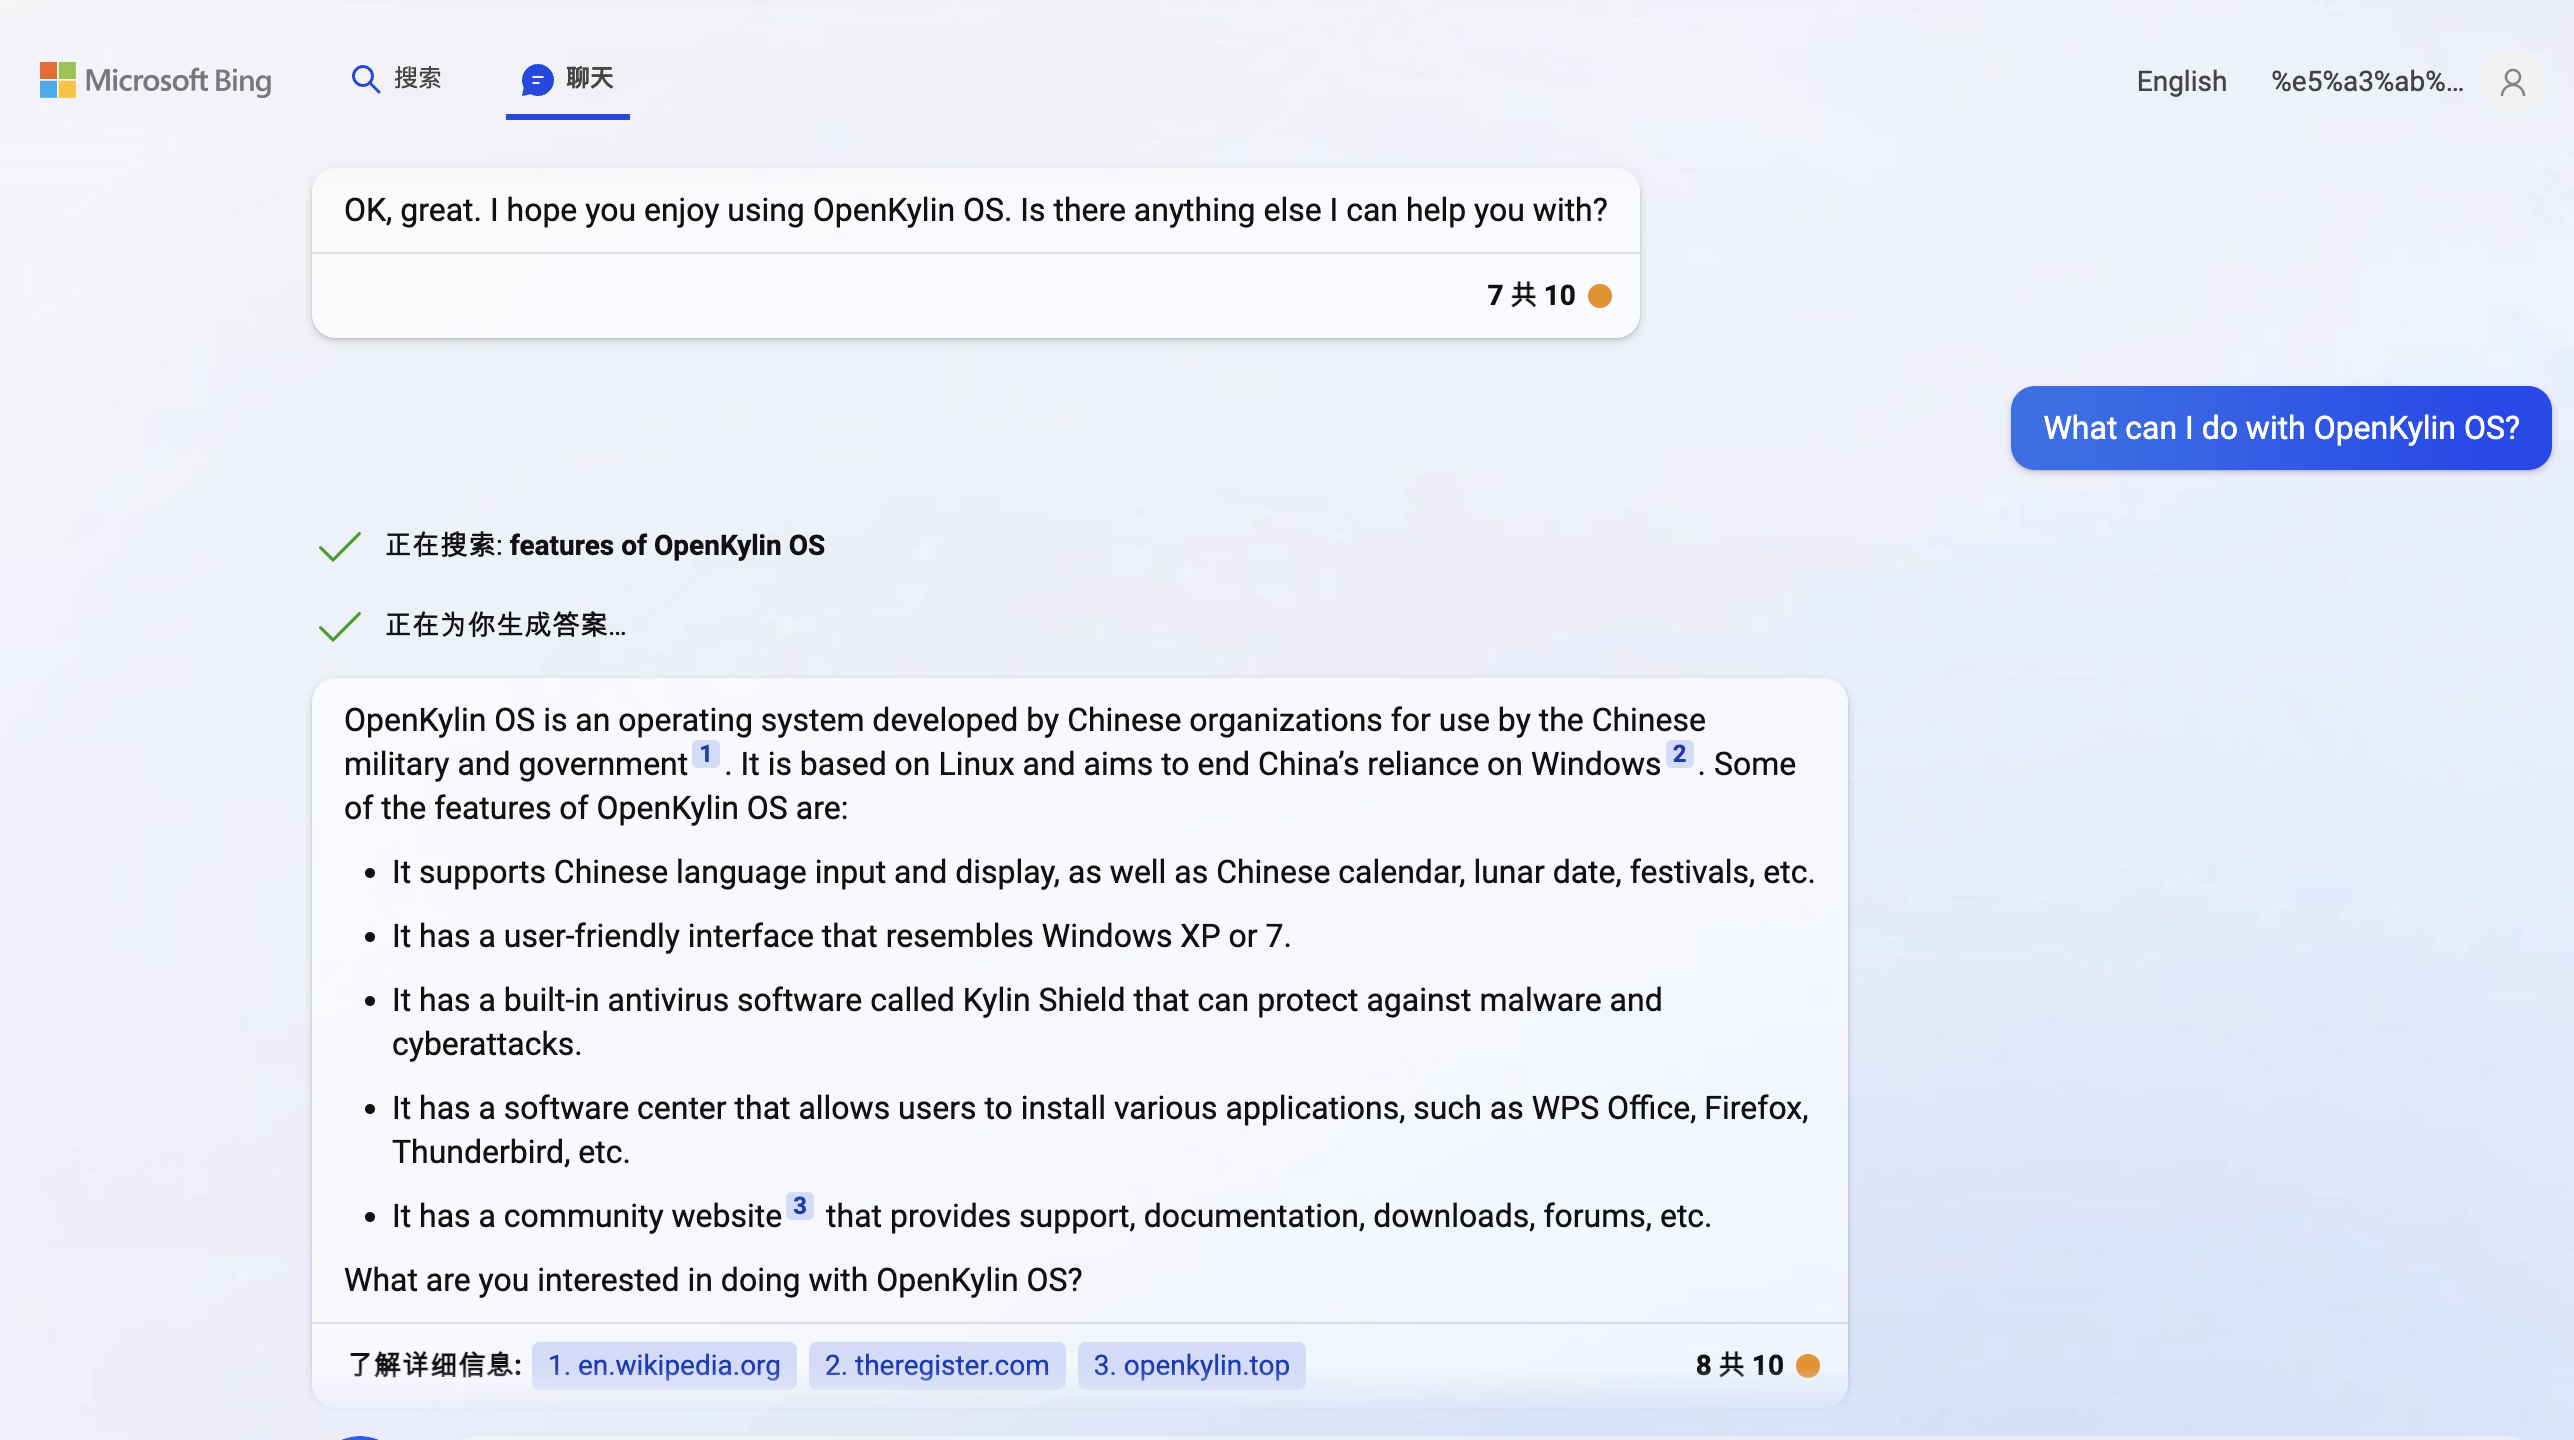 Microsoft Bing
搜索
聊天
English
%e5%a3%ab%...
OK, great. I hope you enjoy using OpenKylin OS. Is there anything else I can help you with?
7 共 10
What can I do with OpenKylin OS?
正在搜索: features of OpenKylin OS
正在为你生成答案...
OpenKylin OS is an operating system developed by Chinese organizations for use by the Chinese
military and government 1 . It is based on Linux and aims to end China’s reliance on Windows 2 . Some
of the features of OpenKylin OS are:
• It supports Chinese language input and display, as well as Chinese calendar, lunar date, festivals, etc.
• It has a user-friendly interface that resembles Windows XP or 7.
• It has a built-in antivirus software called Kylin Shield that can protect against malware and
cyberattacks.
• It has a software center that allows users to install various applications, such as WPS Office, Firefox,
Thunderbird, etc.
• It has a community website 3 that provides support, documentation, downloads, forums, etc.
What are you interested in doing with OpenKylin OS?
了解详细信息: 1. en.wikipedia.org 2. theregister.com 3. openkylin.top
8 共 10